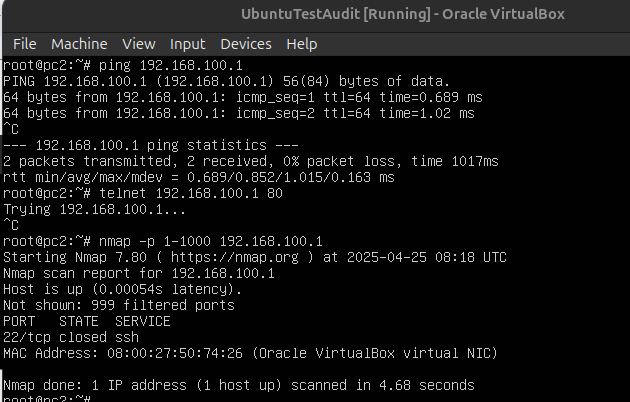 UbuntuTestAudit [Running] - Oracle VirtualBox
File Machine View Input Devices Help
root@pc2:~# ping 192.168.100.1
PING 192.168.100.1 (192.168.100.1) 56(84) bytes of data.
64 bytes from 192.168.100.1: icmp_seq=1 ttl=64 time=0.689 ms
64 bytes from 192.168.100.1: icmp_seq=2 ttl=64 time=1.02 ms
^C
--- 192.168.100.1 ping statistics ---
2 packets transmitted, 2 received, 0% packet loss, time 1017ms
rtt min/avg/max/mdev = 0.689/0.852/1.015/0.163 ms
root@pc2:~# telnet 192.168.100.1 80
Trying 192.168.100.1...
^C
root@pc2:~# nmap -p 1-1000 192.168.100.1
Starting Nmap 7.80 ( https://nmap.org ) at 2025-04-25 08:18 UTC
Nmap scan report for 192.168.100.1
Host is up (0.00054s latency).
Not shown: 999 filtered ports
PORT   STATE  SERVICE
22/tcp closed ssh
MAC Address: 08:00:27:50:74:26 (Oracle VirtualBox virtual NIC)
Nmap done: 1 IP address (1 host up) scanned in 4.68 seconds
root@pc2:~#